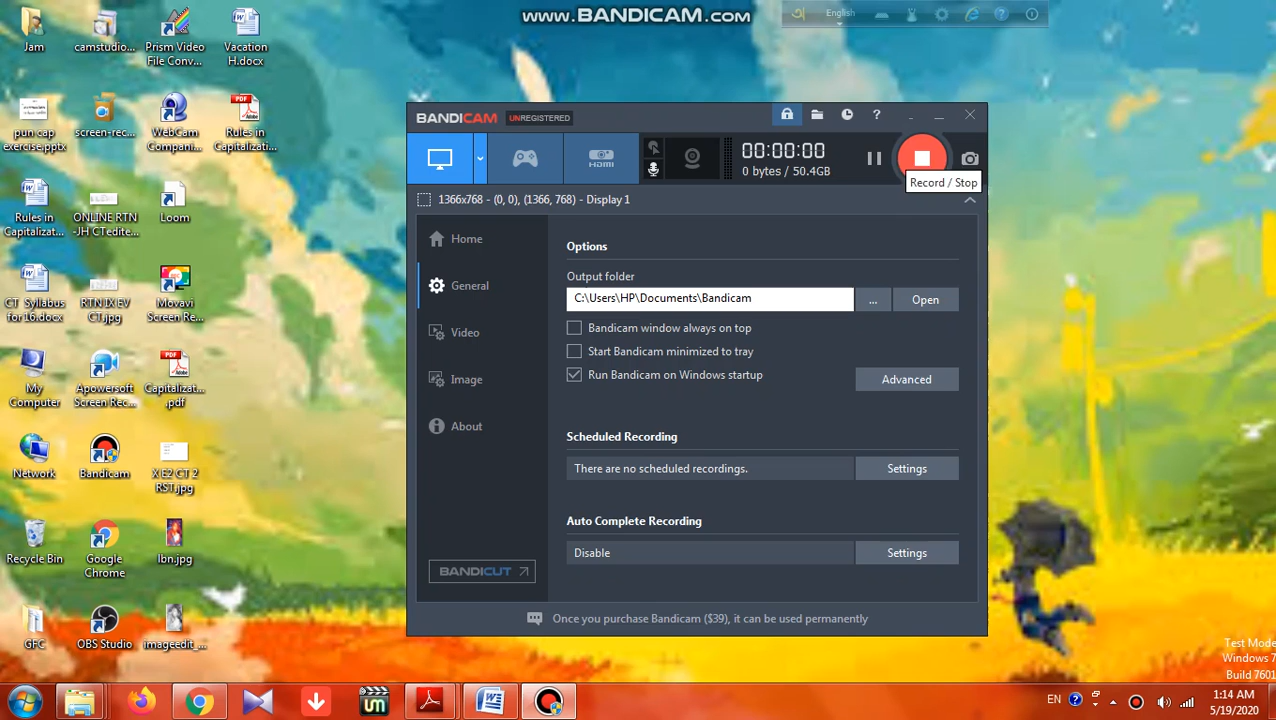 www.BANDICAM.com
English
Jam
camstudio...
Prism Video
File Conv...
Vacation
H.docx
pun cap
exercise.pptx
screen-rec...
WebCam
Compani...
Rules in
Capitalizati...
Rules in
Capitalizat...
ONLINE RTN
-JH CTedite...
Loom
CT Syllabus
for 16.docx
RTN IX EV
CT.jpg
Movavi
Screen Re...
My
Computer
Apowersoft
Screen Rec...
Capitalizat...
.pdf
Network
Bandicam
X E2 CT 2
RST.jpg
Recycle Bin
Google
Chrome
Ibn.jpg
GFC
OBS Studio
imageedit_...
BANDICAM UNREGISTERED
HDMI
00:00:00
0 bytes / 50.4GB
Record / Stop
1366x768 - (0, 0), (1366, 768) - Display 1
Home
General
Video
Image
About
BANDICUT
Options
Output folder
C:\Users\HP\Documents\Bandicam
... Open
Bandicam window always on top
Start Bandicam minimized to tray
Run Bandicam on Windows startup
Advanced
Scheduled Recording
There are no scheduled recordings. Settings
Auto Complete Recording
Disable Settings
Once you purchase Bandicam ($39), it can be used permanently
Test Mode
Windows 7
Build 7601
um
EN
1:14 AM
5/19/2020